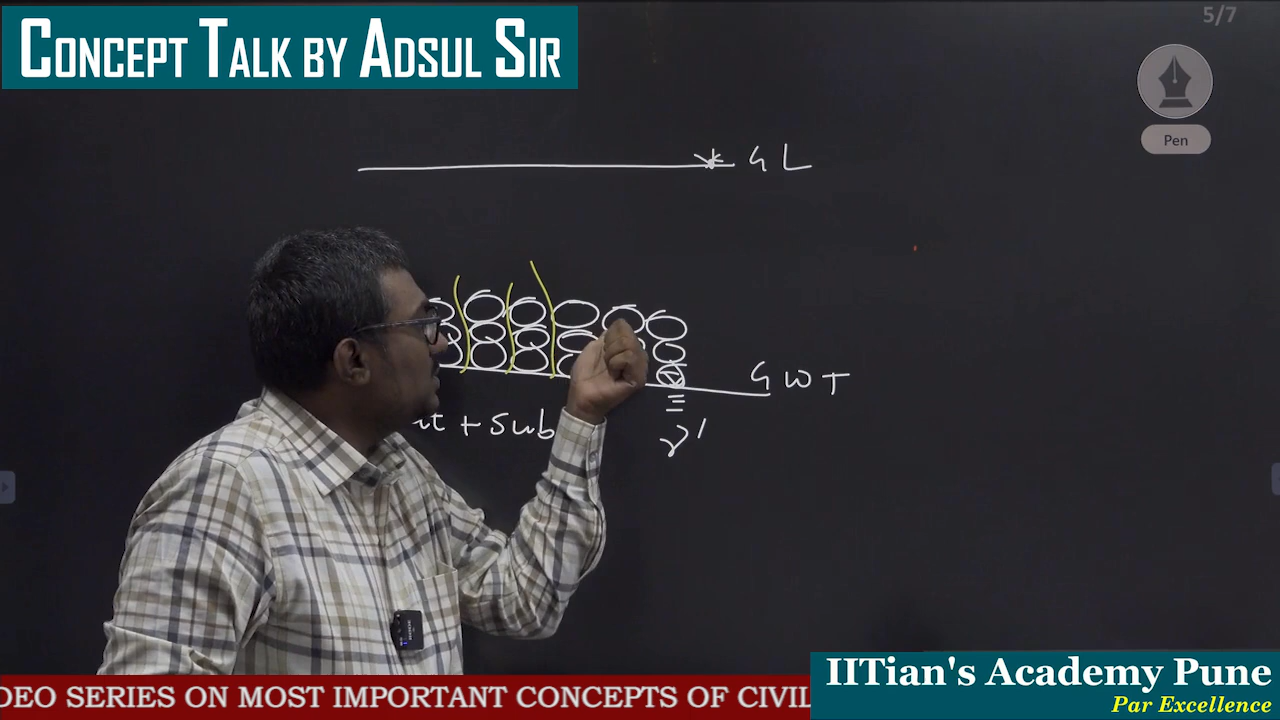 CONCEPT TALK BY ADSUL SIR
5/7
Pen
GL
GWT
+ Sub
γ'
DEO SERIES ON MOST IMPORTANT CONCEPTS OF CIVIL
IITian's Academy Pune
Par Excellence